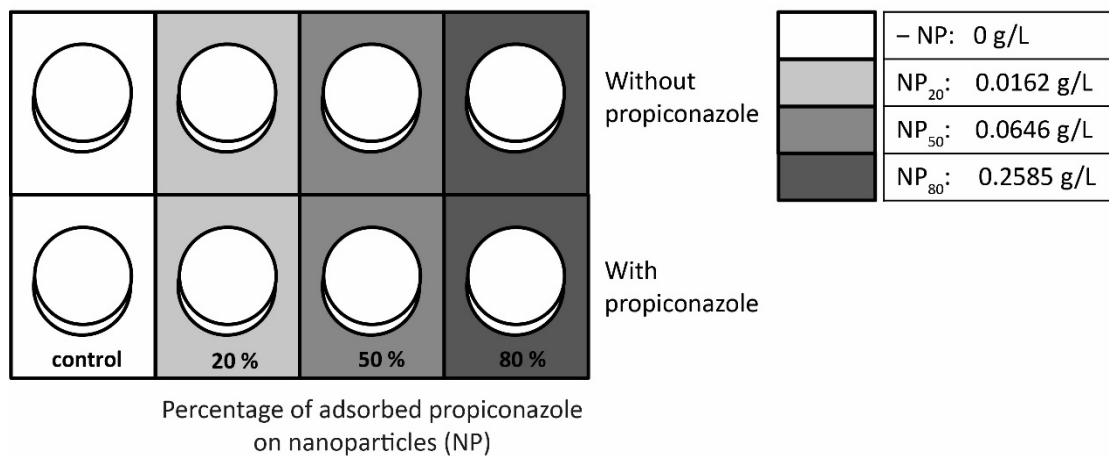 Without
propiconazole
With
propiconazole
control 20 % 50 % 80 %
Percentage of adsorbed propiconazole
on nanoparticles (NP)
– NP: 0 g/L
NP20: 0.0162 g/L
NP50: 0.0646 g/L
NP80: 0.2585 g/L